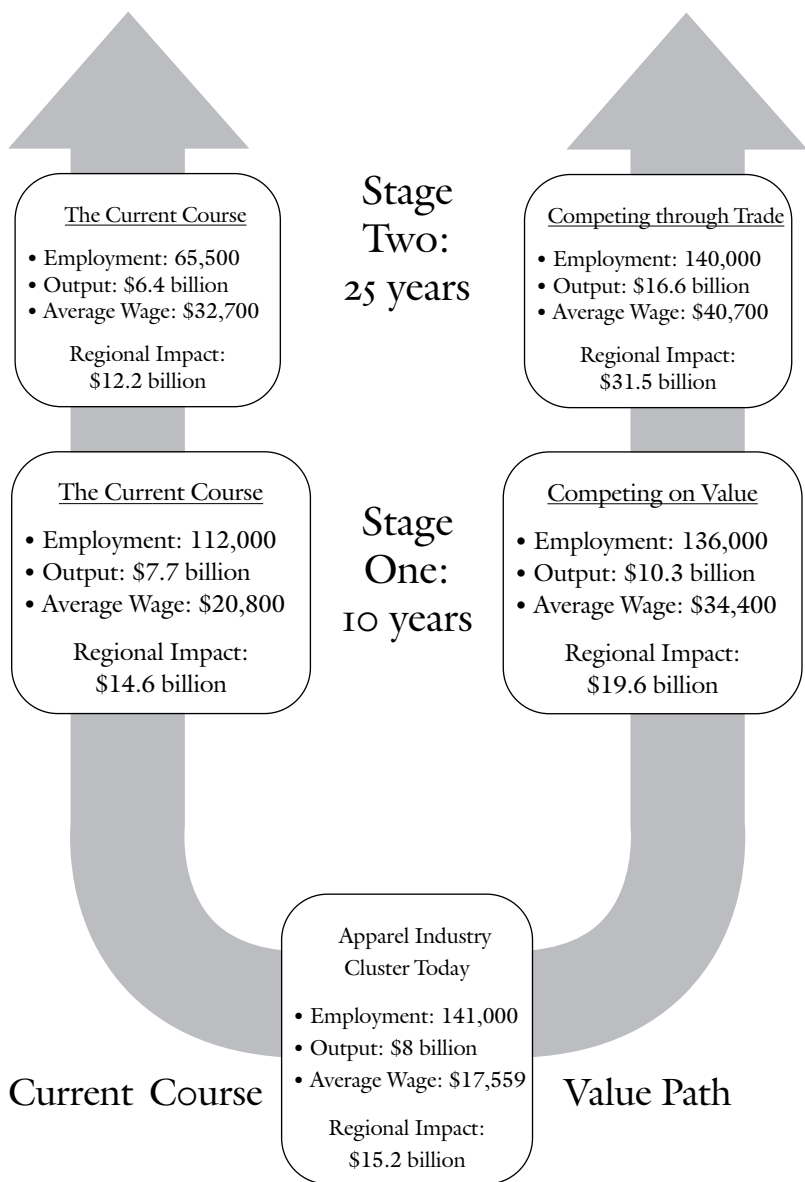 The Current Course
• Employment: 65,500
• Output: $6.4 billion
• Average Wage: $32,700
Regional Impact:
$12.2 billion
Stage
Two:
25 years
Competing through Trade
• Employment: 140,000
• Output: $16.6 billion
• Average Wage: $40,700
Regional Impact:
$31.5 billion
The Current Course
• Employment: 112,000
• Output: $7.7 billion
• Average Wage: $20,800
Regional Impact:
$14.6 billion
Stage
One:
10 years
Competing on Value
• Employment: 136,000
• Output: $10.3 billion
• Average Wage: $34,400
Regional Impact:
$19.6 billion
Apparel Industry
Cluster Today
• Employment: 141,000
• Output: $8 billion
• Average Wage: $17,559
Regional Impact:
$15.2 billion
Current Course
Value Path